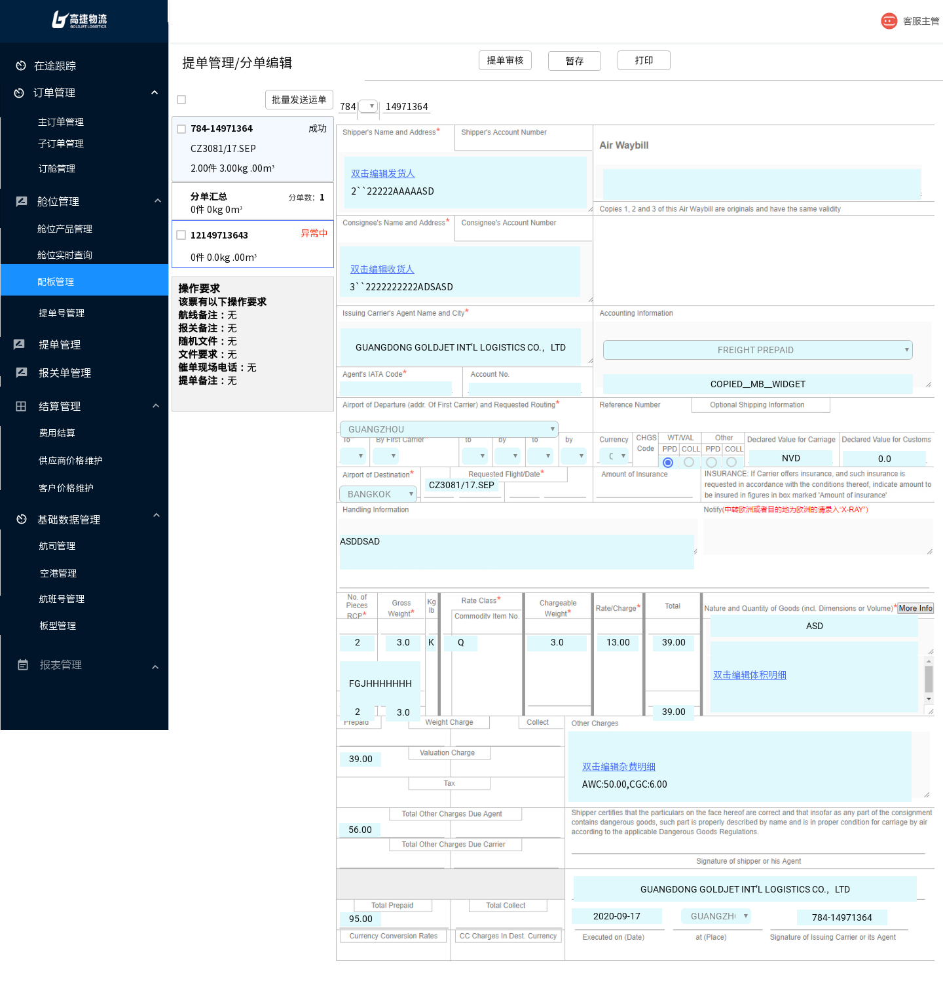 高捷物流
GOLDJET LOGISTICS
客服主管
在途跟踪
订单管理
主订单管理
子订单管理
订舱管理
舱位管理
舱位产品管理
舱位实时查询
配板管理
提单号管理
提单管理
报关单管理
结算管理
费用结算
供应商价格维护
客户价格维护
基础数据管理
航司管理
空港管理
航班号管理
板型管理
报表管理
提单管理/分单编辑
提单审核
暂存
打印
批量发送运单
784-14971364
成功
CZ3081/17.SEP
2.00件 3.00kg .00m³
分单汇总
分单数：1
0件 0kg 0m³
12149713643
异常中
0件 0.0kg .00m³
操作要求
该票有以下操作要求
航线备注：无
报关备注：无
随机文件：无
文件要求：无
催单现场电话：无
提单备注：无
784
14971364
Shipper's Name and Address*
Shipper's Account Number
Air Waybill
双击编辑发货人
2``22222AAAAASD
Copies 1, 2 and 3 of this Air Waybill are originals and have the same validity
Consignee's Name and Address*
Consignee's Account Number
双击编辑收货人
3``2222222222ADSASD
Issuing Carrier's Agent Name and City*
Accounting Information
GUANGDONG GOLDJET INT'L LOGISTICS CO., LTD
FREIGHT PREPAID
Agent's IATA Code*
Account No.
COPIED__MB__WIDGET
Airport of Departure (addr. Of First Carrier) and Requested Routing*
Reference Number
Optional Shipping Information
GUANGZHOU
To*
By First Carrier*
to
by
to
by
Currency
CHGS
Code
WT/VAL
Other
PPD
COLL
PPD
COLL
Declared Value for Carriage
Declared Value for Customs
NVD
0.0
Airport of Destination*
Requested Flight/Date*
Amount of Insurance
INSURANCE: If Carrier offers insurance, and such insurance is
requested in accordance with the conditions thereof, indicate amount to
be insured in figures in box marked 'Amount of insurance'
BANGKOK
CZ3081/17.SEP
Handling Information
Notify(中转欧洲或者目的地为欧洲的请录入“X-RAY”)
ASDDSAD
No. of
Pieces
RCP*
Gross
Weight*
Kg
lb
Rate Class*
Commodity Item No.
Chargeable
Weight*
Rate/Charge*
Total
Nature and Quantity of Goods (incl. Dimensions or Volume)*
More Info
ASD
2
3.0
K
Q
3.0
13.00
39.00
FGJHHHHHHH
双击编辑体积明细
2
3.0
39.00
Prepaid
Weight Charge
Collect
Other Charges
39.00
Valuation Charge
双击编辑杂费明细
AWC:50.00,CGC:6.00
Tax
Total Other Charges Due Agent
56.00
Shipper certifies that the particulars on the face hereof are correct and that insofar as any part of the consignment
contains dangerous goods, such part is properly described by name and is in proper condition for carriage by air
according to the applicable Dangerous Goods Regulations.
Total Other Charges Due Carrier
Signature of shipper or his Agent
GUANGDONG GOLDJET INT'L LOGISTICS CO., LTD
Total Prepaid
Total Collect
95.00
2020-09-17
784-14971364
Currency Conversion Rates
CC Charges In Dest. Currency
Executed on (Date)
at (Place)
Signature of Issuing Carrier or its Agent